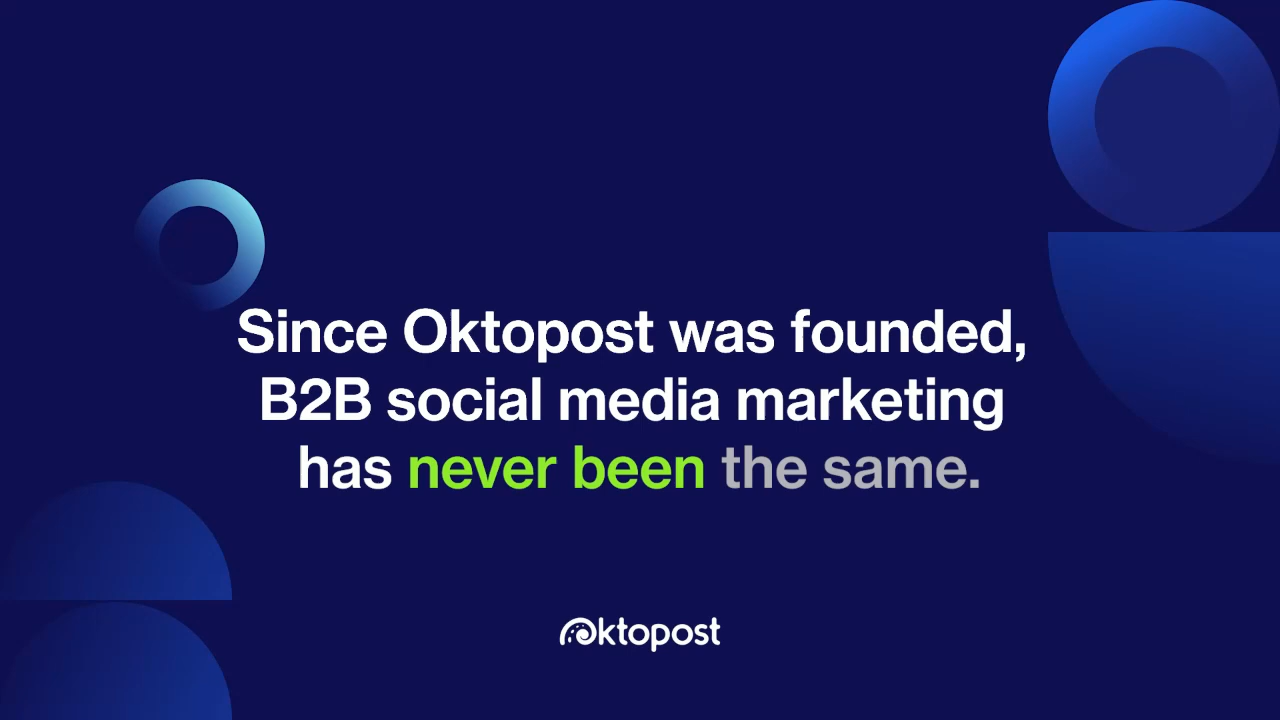 Since Oktopost was founded,
B2B social media marketing
has never been the same.
Oktopost